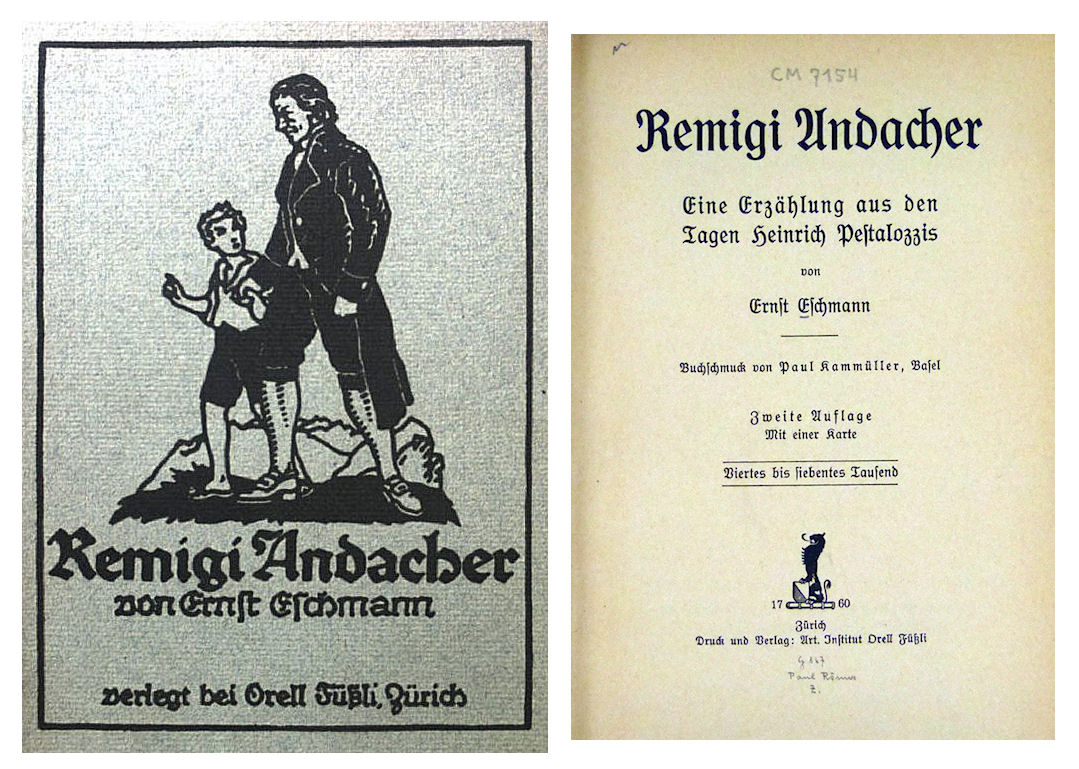 Remigi Andacher
von Ernst Eschmann
verlegt bei Orell Füßli, Zürich
CM 7154
Remigi Andacher
Eine Erzählung aus den
Tagen Heinrich Pestalozzis
von
Ernst Eschmann
Buchschmuck von Paul Kammüller, Basel
Zweite Auflage
Mit einer Karte
Viertes bis siebentes Tausend
17 60
Zürich
Druck und Verlag: Art. Institut Orell Füßli
Paul
Z.